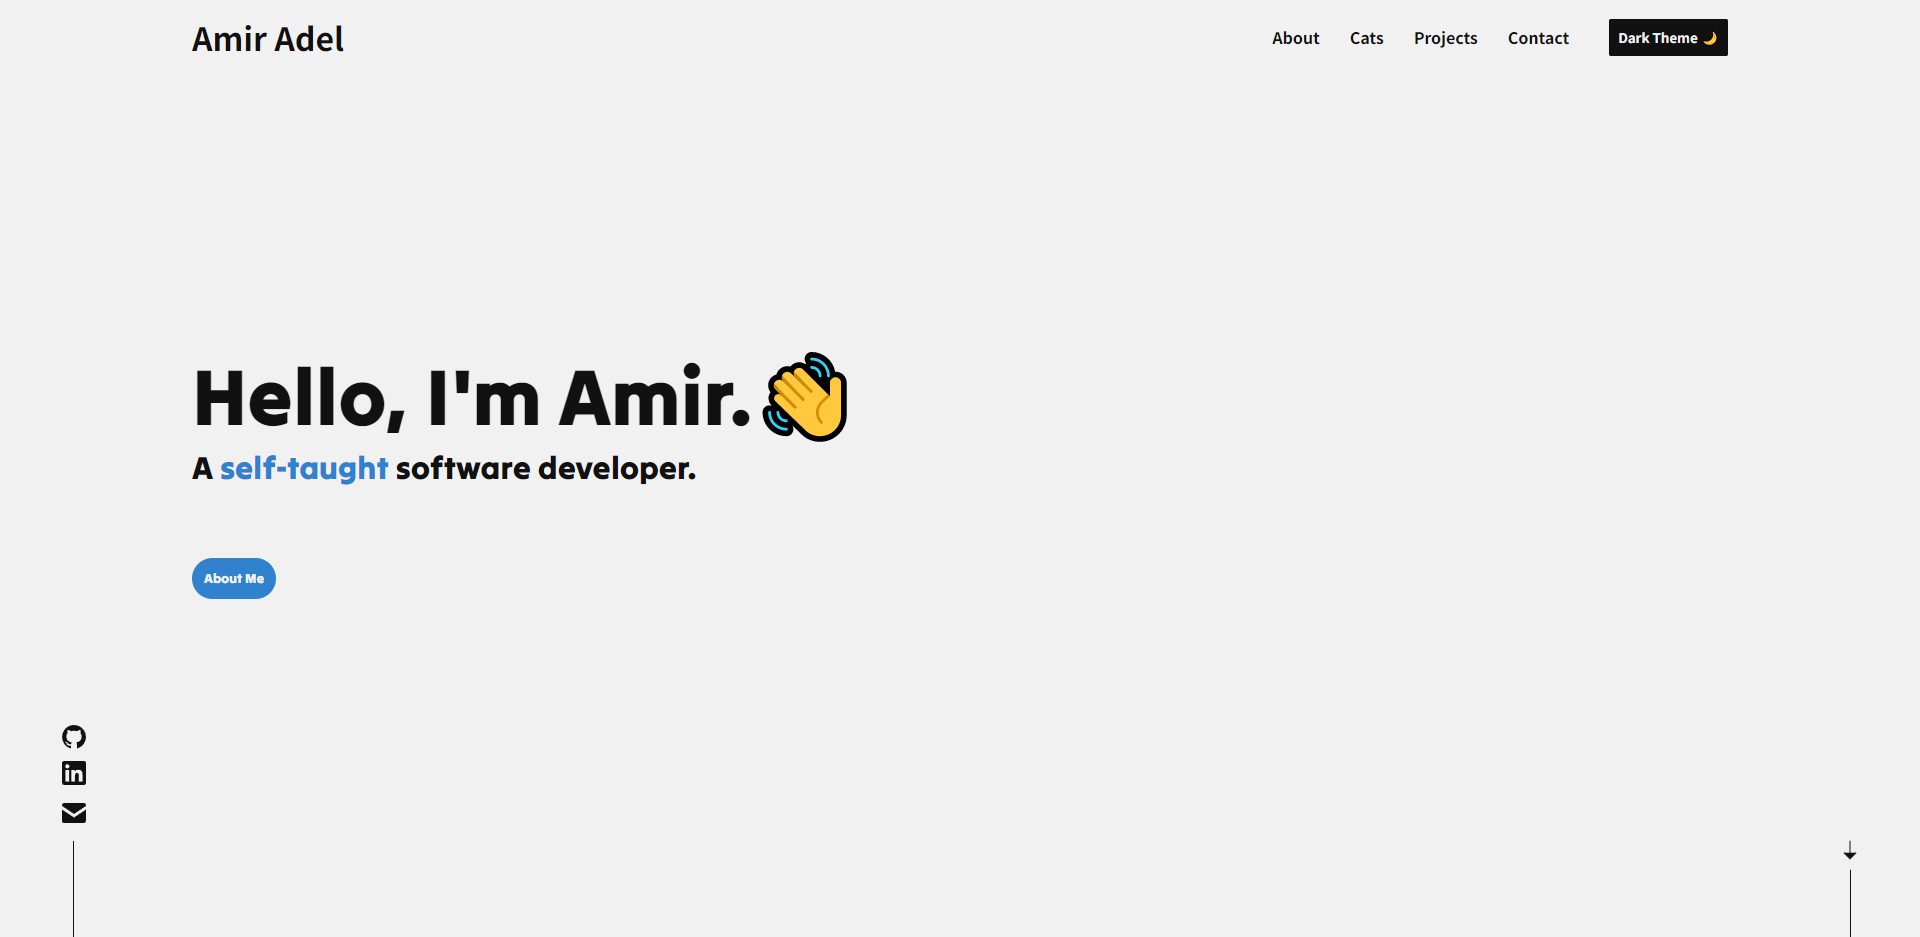 Amir Adel
About Cats Projects Contact Dark Theme 🌙
Hello, I'm Amir. 👋
A self-taught software developer.
About Me